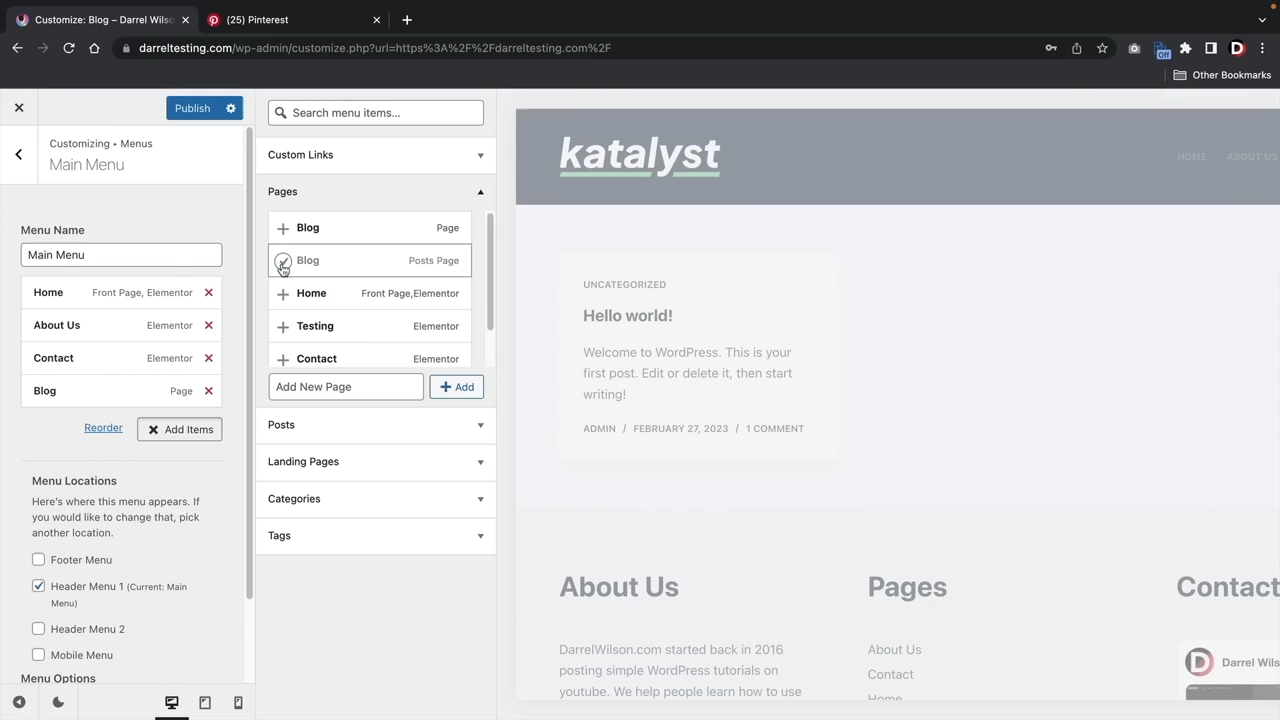 Customize: Blog – Darrel Wilso
(25) Pinterest
darreltesting.com/wp-admin/customize.php?url=https%3A%2F%2Fdarreltesting.com%2F
Off
D
Other Bookmarks
Publish
Customizing • Menus
Main Menu
Menu Name
Main Menu
Home Front Page, Elementor
About Us Elementor
Contact Elementor
Blog Page
Reorder
Add Items
Menu Locations
Here's where this menu appears. If
you would like to change that, pick
another location.
Footer Menu
Header Menu 1 (Current: Main
Menu)
Header Menu 2
Mobile Menu
Menu Options
Search menu items...
Custom Links
Pages
Blog Page
Blog Posts Page
Home Front Page,Elementor
Testing Elementor
Contact Elementor
Add New Page
Add
Posts
Landing Pages
Categories
Tags
katalyst
HOME ABOUT US
UNCATEGORIZED
Hello world!
Welcome to WordPress. This is your
first post. Edit or delete it, then start
writing!
ADMIN / FEBRUARY 27, 2023 / 1 COMMENT
About Us
DarrelWilson.com started back in 2016
posting simple WordPress tutorials on
youtube. We help people learn how to use
Pages
About Us
Contact
Home
Contact
D
Darrel Wils